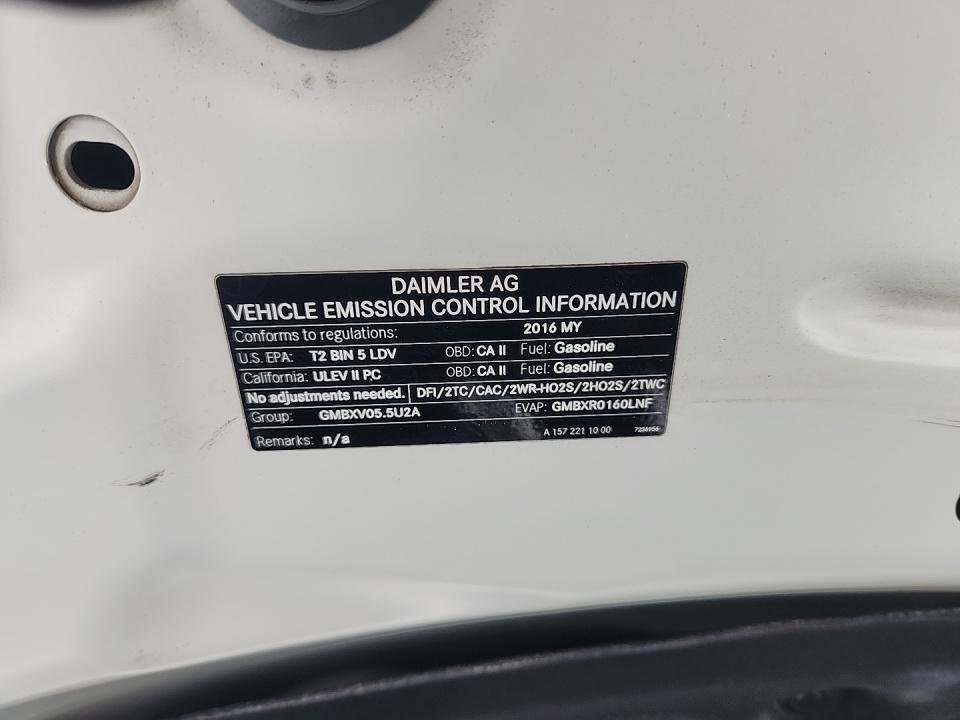 DAIMLER AG
VEHICLE EMISSION CONTROL INFORMATION
Conforms to regulations: 2016 MY
U.S. EPA: T2 BIN 5 LDV OBD: CA II Fuel: Gasoline
California: ULEV II PC OBD: CA II Fuel: Gasoline
No adjustments needed. DFI/2TC/CAC/2WR-HO2S/2HO2S/2TWC
Group: GMBXV05.5U2A EVAP: GMBXR0160LNF
Remarks: n/a A 157 221 10 00 7236956